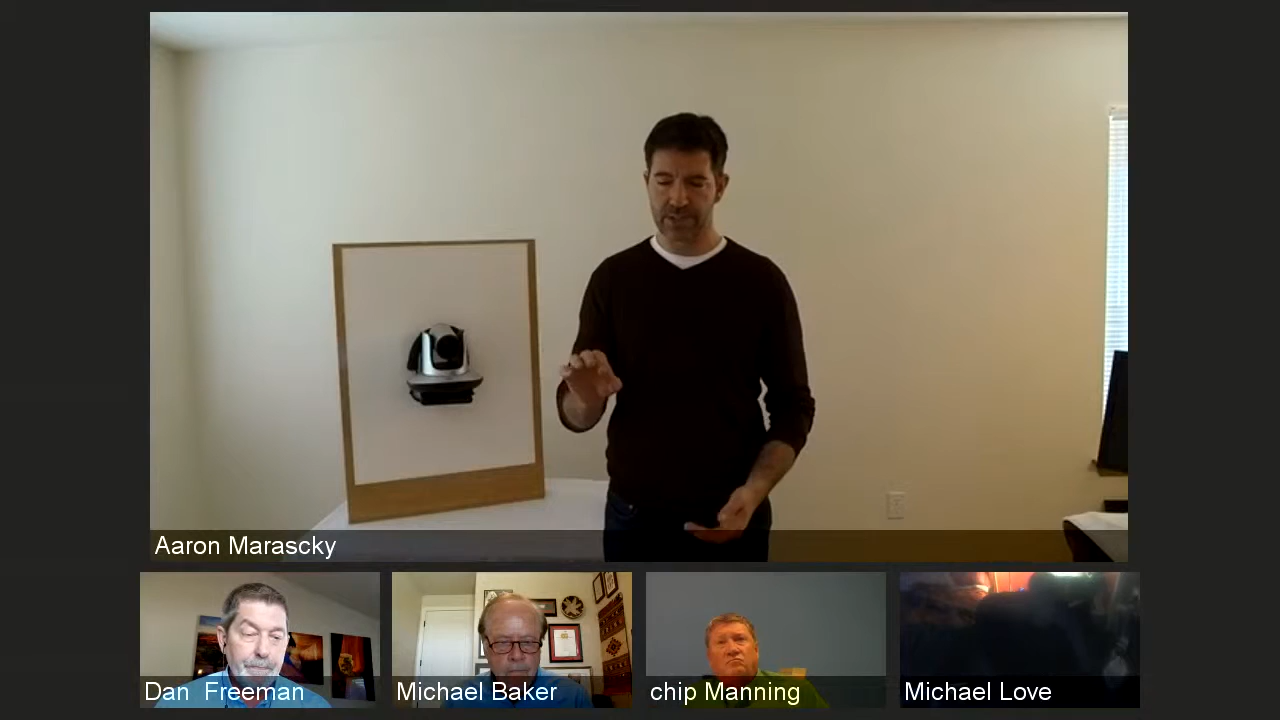 Aaron Marascky
Dan Freeman
Michael Baker
chip Manning
Michael Love